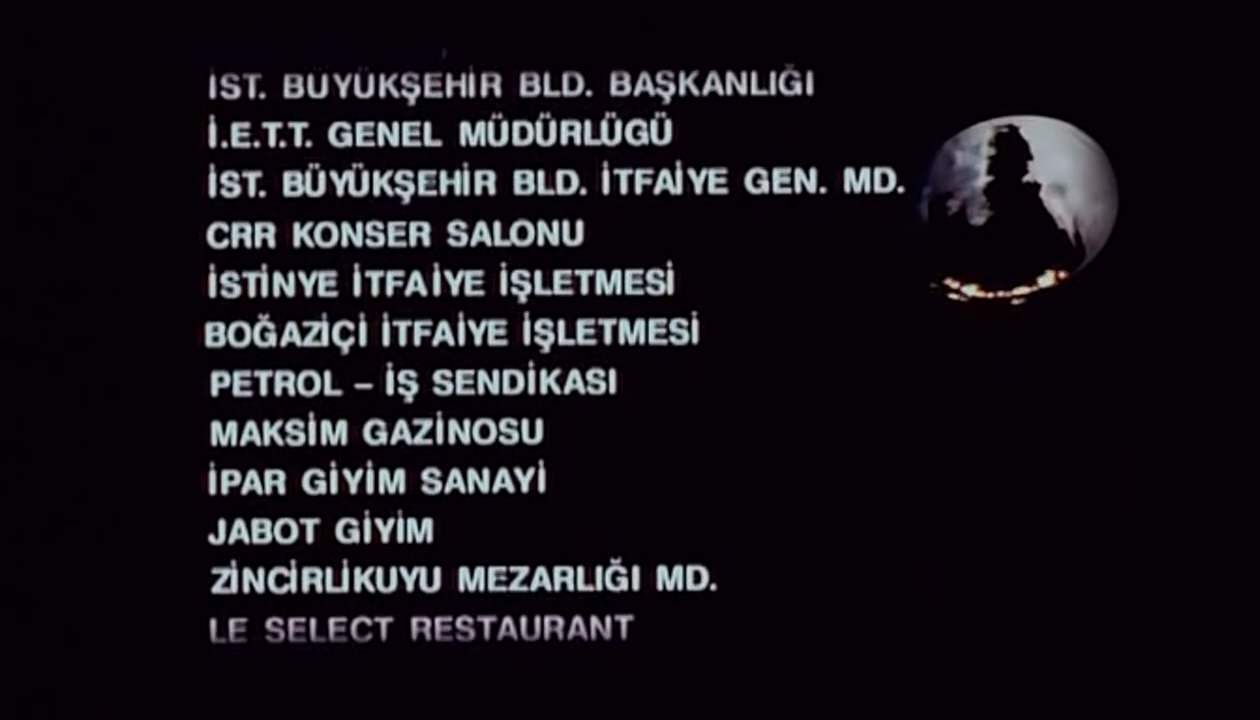 İST. BÜYÜKŞEHİR BLD. BAŞKANLIĞI
İ.E.T.T. GENEL MÜDÜRLÜGÜ
İST. BÜYÜKŞEHİR BLD. İTFAİYE GEN. MD.
CRR KONSER SALONU
İSTİNYE İTFAİYE İŞLETMESİ
BOĞAZİÇİ İTFAİYE İŞLETMESİ
PETROL – İŞ SENDİKASI
MAKSİM GAZİNOSU
İPAR GİYİM SANAYİ
JABOT GİYİM
ZİNCİRLİKUYU MEZARLIĞI MD.
LE SELECT RESTAURANT